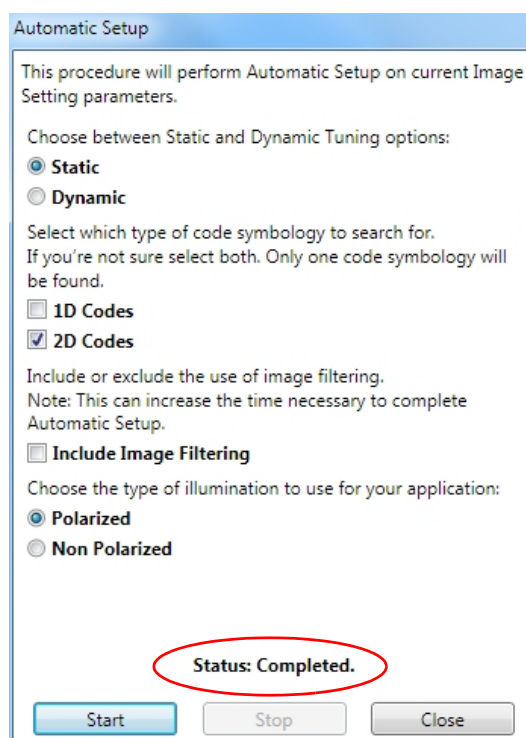 Automatic Setup
This procedure will perform Automatic Setup on current Image
Setting parameters.
Choose between Static and Dynamic Tuning options:
Static
Dynamic
Select which type of code symbology to search for.
If you're not sure select both. Only one code symbology will
be found.
1D Codes
2D Codes
Include or exclude the use of image filtering.
Note: This can increase the time necessary to complete
Automatic Setup.
Include Image Filtering
Choose the type of illumination to use for your application:
Polarized
Non Polarized
Status: Completed.
Start Stop Close